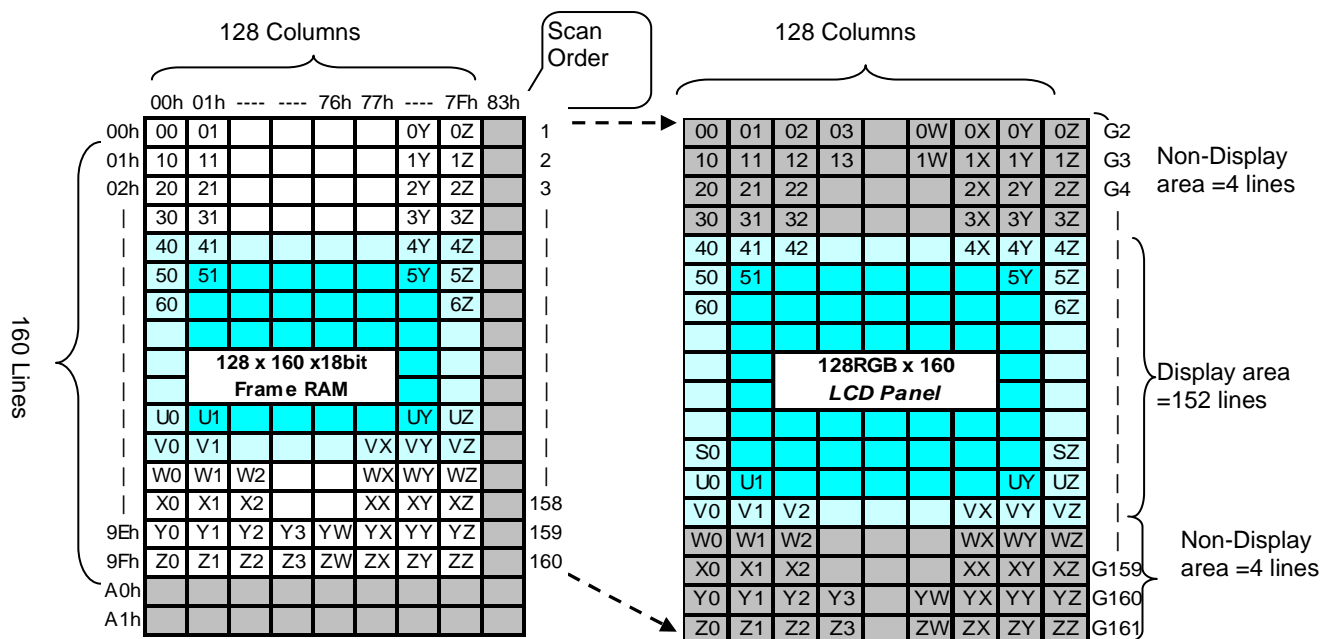 128 Columns
Scan
Order
128 Columns
00h 01h ---- ---- 76h 77h ---- 7Fh 83h
00h 00 01 0Y 0Z 1
01h 10 11 1Y 1Z 2
02h 20 21 2Y 2Z 3
30 31 3Y 3Z
40 41 4Y 4Z
50 51 5Y 5Z
60 6Z
160 Lines
128 x 160 x18bit
Frame RAM
U0 U1 UY UZ
V0 V1 VX VY VZ
W0 W1 W2 WX WY WZ
X0 X1 X2 XX XY XZ 158
9Eh Y0 Y1 Y2 Y3 YW YX YY YZ 159
9Fh Z0 Z1 Z2 Z3 ZW ZX ZY ZZ 160
A0h
A1h
00 01 02 03 0W 0X 0Y 0Z G2
10 11 12 13 1W 1X 1Y 1Z G3
20 21 22 2X 2Y 2Z G4
30 31 32 3X 3Y 3Z
40 41 42 4X 4Y 4Z
50 51 5Y 5Z
60 6Z
128RGB x 160
LCD Panel
S0 SZ
U0 U1 UY UZ
V0 V1 V2 VX VY VZ
W0 W1 W2 WX WY WZ
X0 X1 X2 XX XY XZ G159
Y0 Y1 Y2 Y3 YW YX YY YZ G160
Z0 Z1 Z2 Z3 ZW ZX ZY ZZ G161
Non-Display
area =4 lines
Display area
=152 lines
Non-Display
area =4 lines